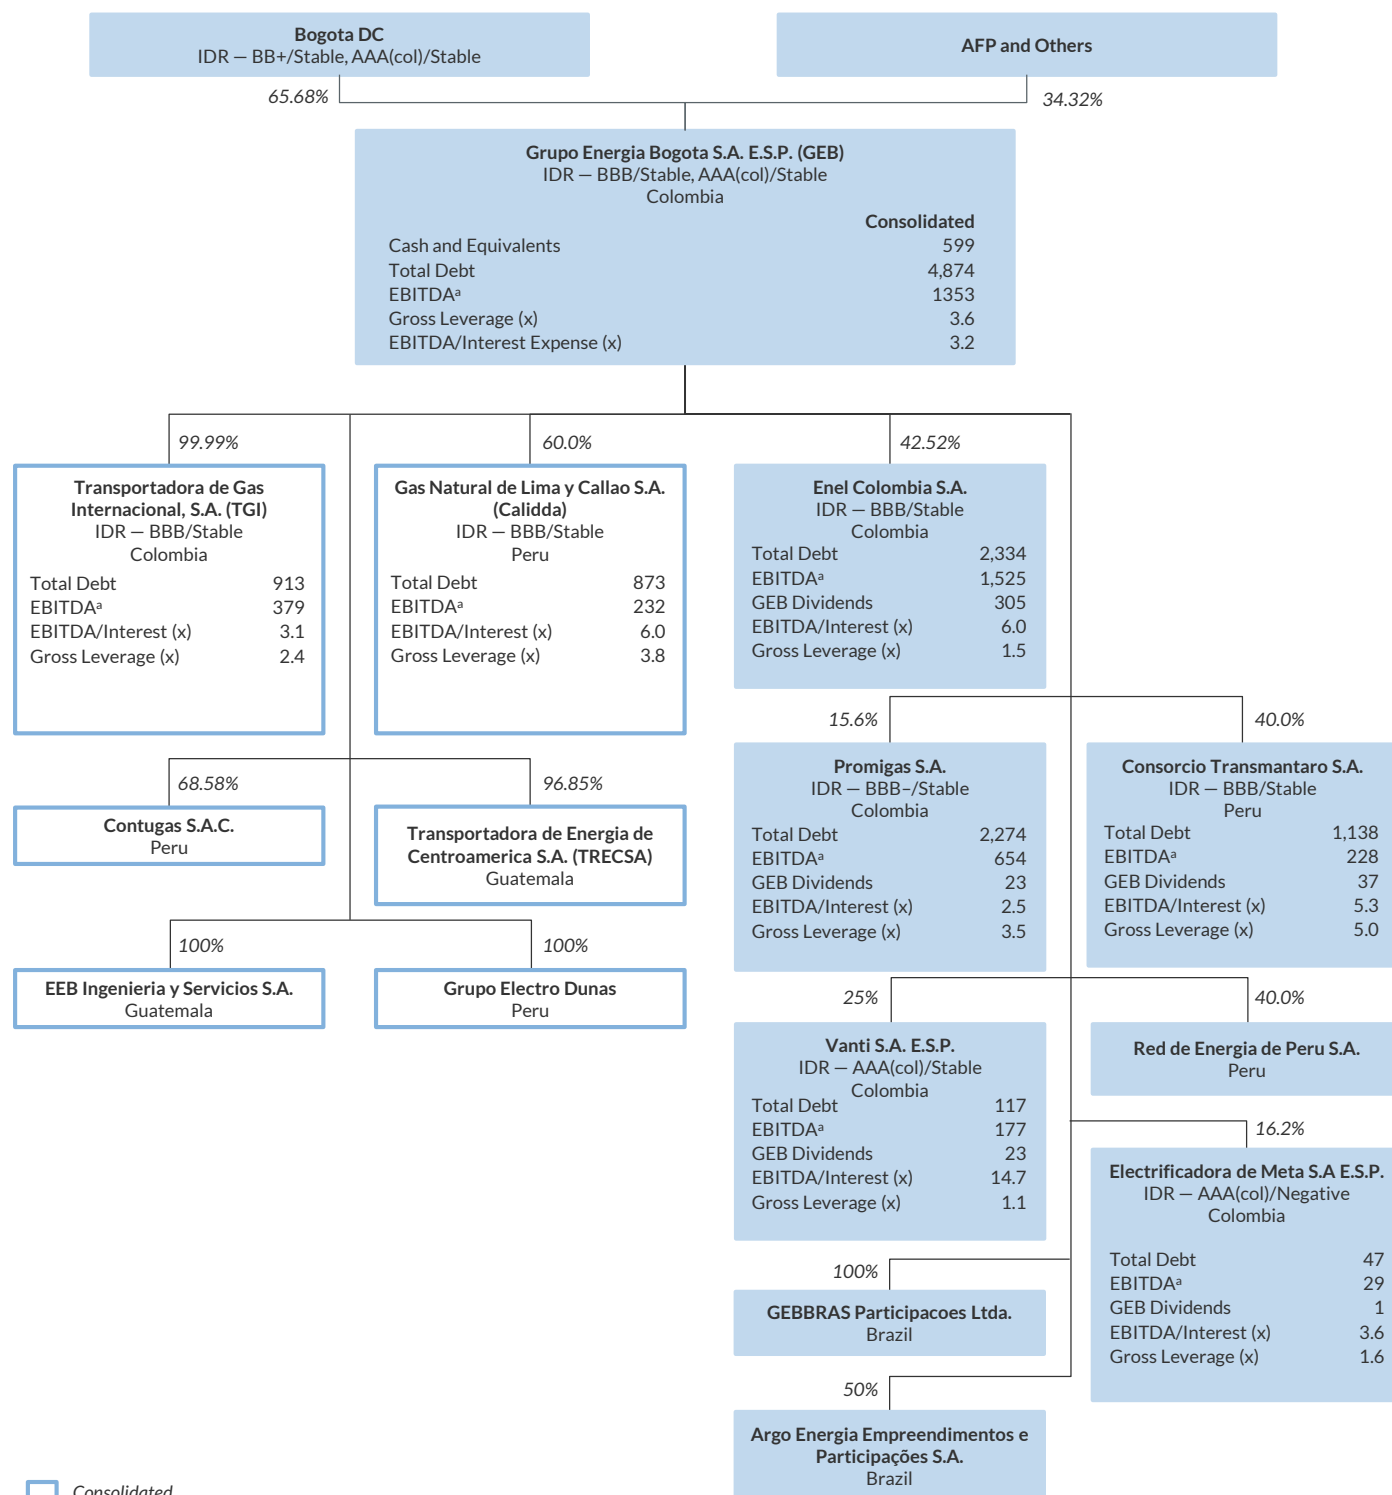 Bogota DC
IDR — BB+/Stable, AAA(col)/Stable
AFP and Others
65.68%
34.32%
Grupo Energia Bogota S.A. E.S.P. (GEB)
IDR — BBB/Stable, AAA(col)/Stable
Colombia
Consolidated
Cash and Equivalents 599
Total Debt 4,874
EBITDAᵃ 1353
Gross Leverage (x) 3.6
EBITDA/Interest Expense (x) 3.2
99.99%
60.0%
42.52%
Transportadora de Gas
Internacional, S.A. (TGI)
IDR — BBB/Stable
Colombia
Total Debt 913
EBITDAᵃ 379
EBITDA/Interest (x) 3.1
Gross Leverage (x) 2.4
Gas Natural de Lima y Callao S.A.
(Calidda)
IDR — BBB/Stable
Peru
Total Debt 873
EBITDAᵃ 232
EBITDA/Interest (x) 6.0
Gross Leverage (x) 3.8
Enel Colombia S.A.
IDR — BBB/Stable
Colombia
Total Debt 2,334
EBITDAᵃ 1,525
GEB Dividends 305
EBITDA/Interest (x) 6.0
Gross Leverage (x) 1.5
15.6%
40.0%
68.58%
96.85%
Contugas S.A.C.
Peru
Transportadora de Energia de
Centroamerica S.A. (TRECSA)
Guatemala
Promigas S.A.
IDR — BBB–/Stable
Colombia
Total Debt 2,274
EBITDAᵃ 654
GEB Dividends 23
EBITDA/Interest (x) 2.5
Gross Leverage (x) 3.5
Consorcio Transmantaro S.A.
IDR — BBB/Stable
Peru
Total Debt 1,138
EBITDAᵃ 228
GEB Dividends 37
EBITDA/Interest (x) 5.3
Gross Leverage (x) 5.0
100%
100%
EEB Ingenieria y Servicios S.A.
Guatemala
Grupo Electro Dunas
Peru
25%
40.0%
Vanti S.A. E.S.P.
IDR — AAA(col)/Stable
Colombia
Total Debt 117
EBITDAᵃ 177
GEB Dividends 23
EBITDA/Interest (x) 14.7
Gross Leverage (x) 1.1
Red de Energia de Peru S.A.
Peru
16.2%
Electrificadora de Meta S.A E.S.P.
IDR — AAA(col)/Negative
Colombia
Total Debt 47
EBITDAᵃ 29
GEB Dividends 1
EBITDA/Interest (x) 3.6
Gross Leverage (x) 1.6
100%
GEBBRAS Participacoes Ltda.
Brazil
50%
Argo Energia Empreendimentos e
Participações S.A.
Brazil
Consolidated